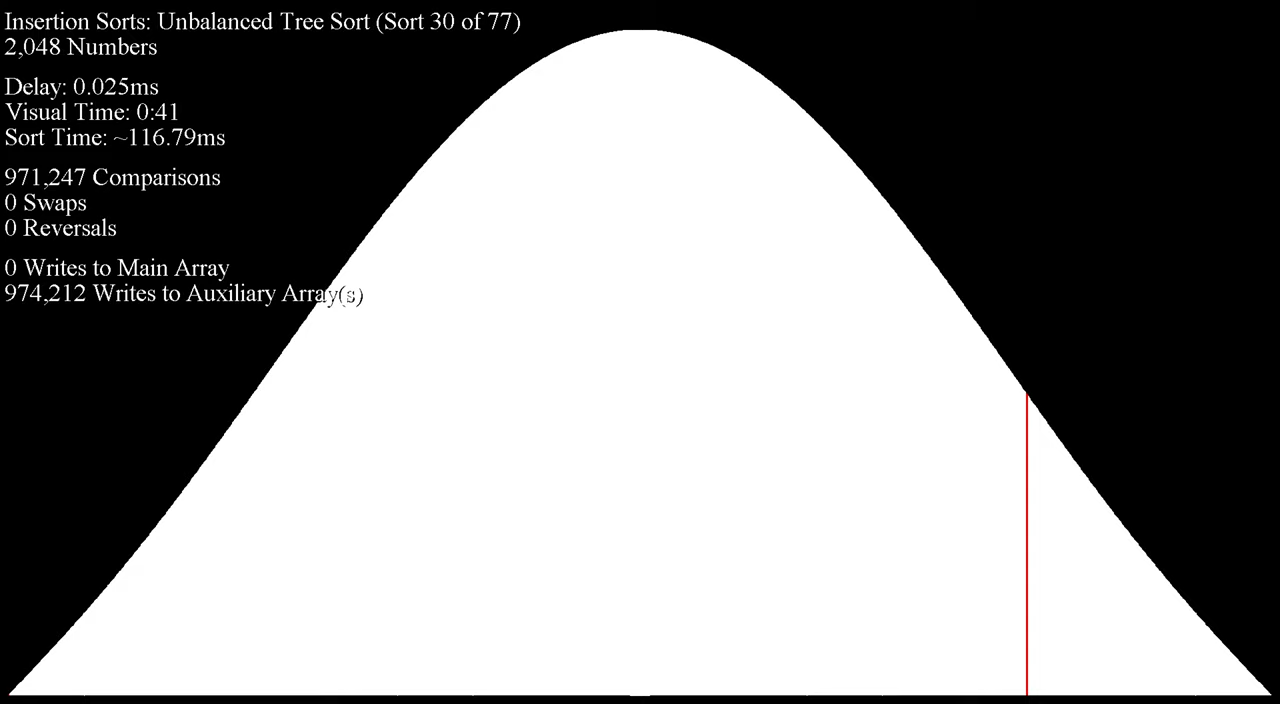 Insertion Sorts: Unbalanced Tree Sort (Sort 30 of 77)
2,048 Numbers
Delay: 0.025ms
Visual Time: 0:41
Sort Time: ~116.79ms
971,247 Comparisons
0 Swaps
0 Reversals
0 Writes to Main Array
974,212 Writes to Auxiliary Array(s)